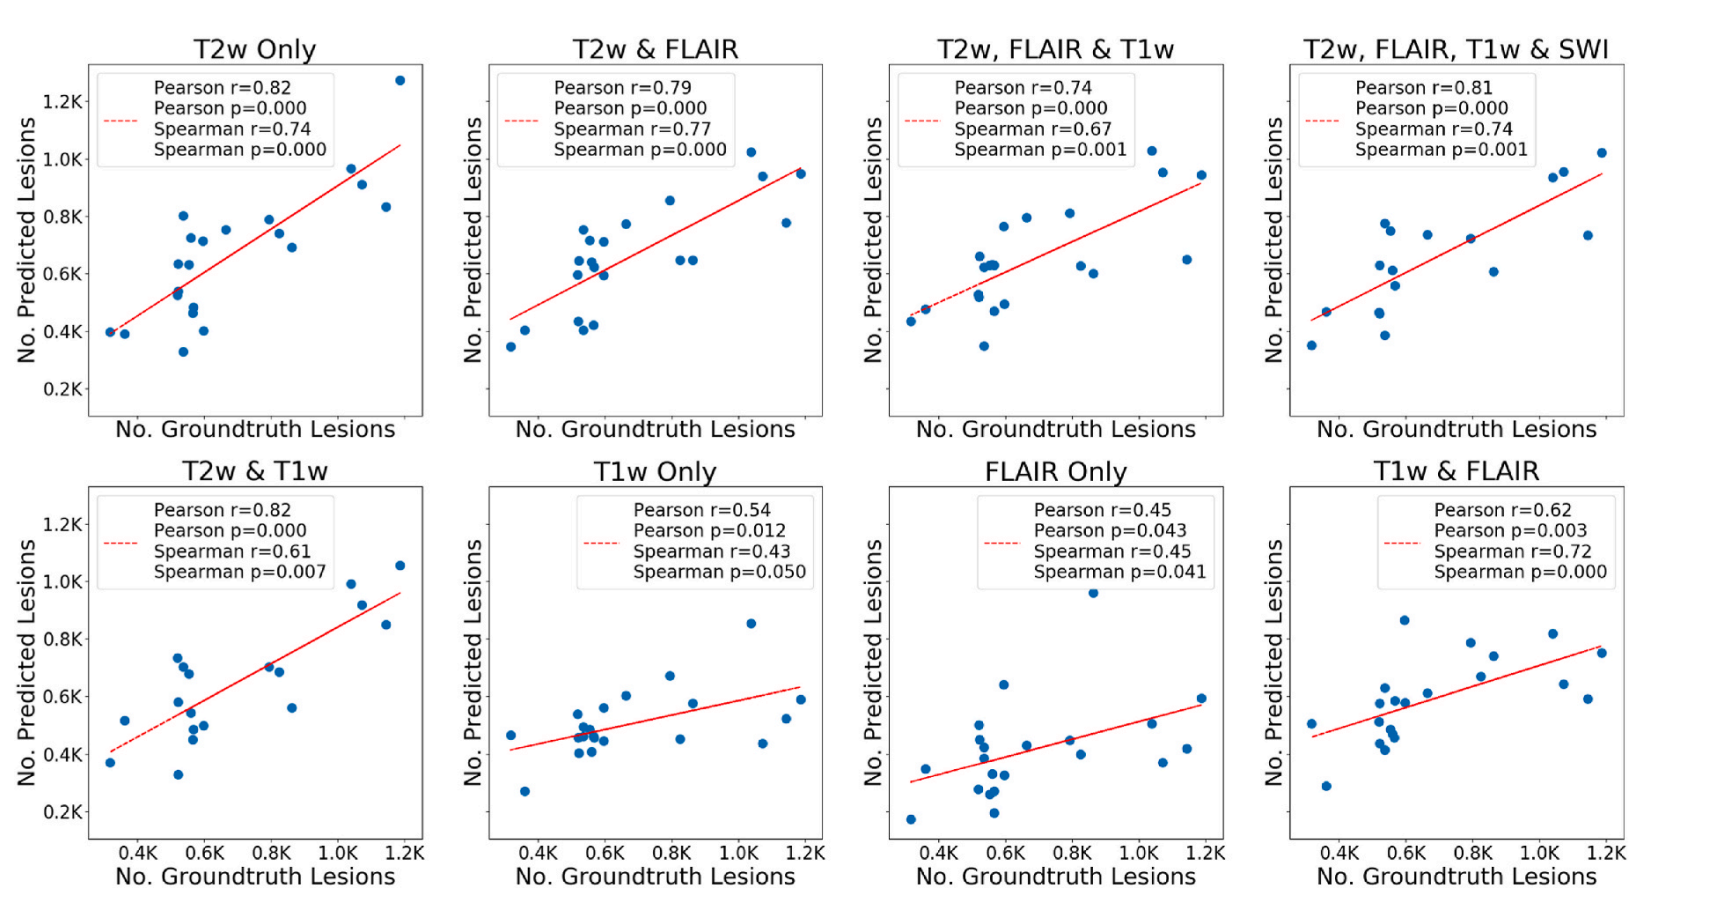 T2w Only
Pearson r=0.82
Pearson p=0.000
Spearman r=0.74
Spearman p=0.000
1.2K
1.0K
0.8K
0.6K
0.4K
0.2K
No. Predicted Lesions
No. Groundtruth Lesions
T2w & FLAIR
Pearson r=0.79
Pearson p=0.000
Spearman r=0.77
Spearman p=0.000
No. Predicted Lesions
No. Groundtruth Lesions
T2w, FLAIR & T1w
Pearson r=0.74
Pearson p=0.000
Spearman r=0.67
Spearman p=0.001
No. Predicted Lesions
No. Groundtruth Lesions
T2w, FLAIR, T1w & SWI
Pearson r=0.81
Pearson p=0.000
Spearman r=0.74
Spearman p=0.001
No. Predicted Lesions
No. Groundtruth Lesions
T2w & T1w
Pearson r=0.82
Pearson p=0.000
Spearman r=0.61
Spearman p=0.007
1.2K
1.0K
0.8K
0.6K
0.4K
0.2K
No. Predicted Lesions
0.4K 0.6K 0.8K 1.0K 1.2K
No. Groundtruth Lesions
T1w Only
Pearson r=0.54
Pearson p=0.012
Spearman r=0.43
Spearman p=0.050
No. Predicted Lesions
0.4K 0.6K 0.8K 1.0K 1.2K
No. Groundtruth Lesions
FLAIR Only
Pearson r=0.45
Pearson p=0.043
Spearman r=0.45
Spearman p=0.041
No. Predicted Lesions
0.4K 0.6K 0.8K 1.0K 1.2K
No. Groundtruth Lesions
T1w & FLAIR
Pearson r=0.62
Pearson p=0.003
Spearman r=0.72
Spearman p=0.000
No. Predicted Lesions
0.4K 0.6K 0.8K 1.0K 1.2K
No. Groundtruth Lesions